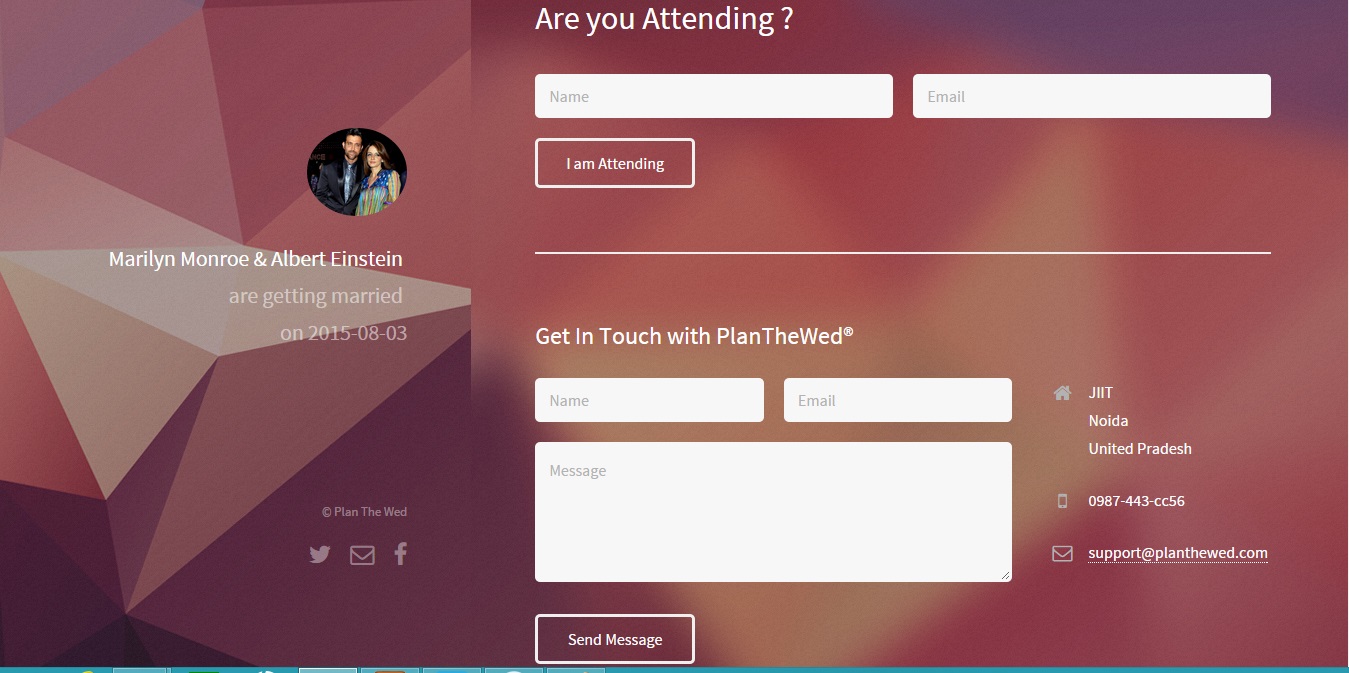 Are you Attending ?
Name
Email
I am Attending
Marilyn Monroe & Albert Einstein
are getting married
on 2015-08-03
© Plan The Wed
Get In Touch with PlanTheWed®
Name
Email
Message
Send Message
JIIT
Noida
United Pradesh
0987-443-cc56
support@planthewed.com